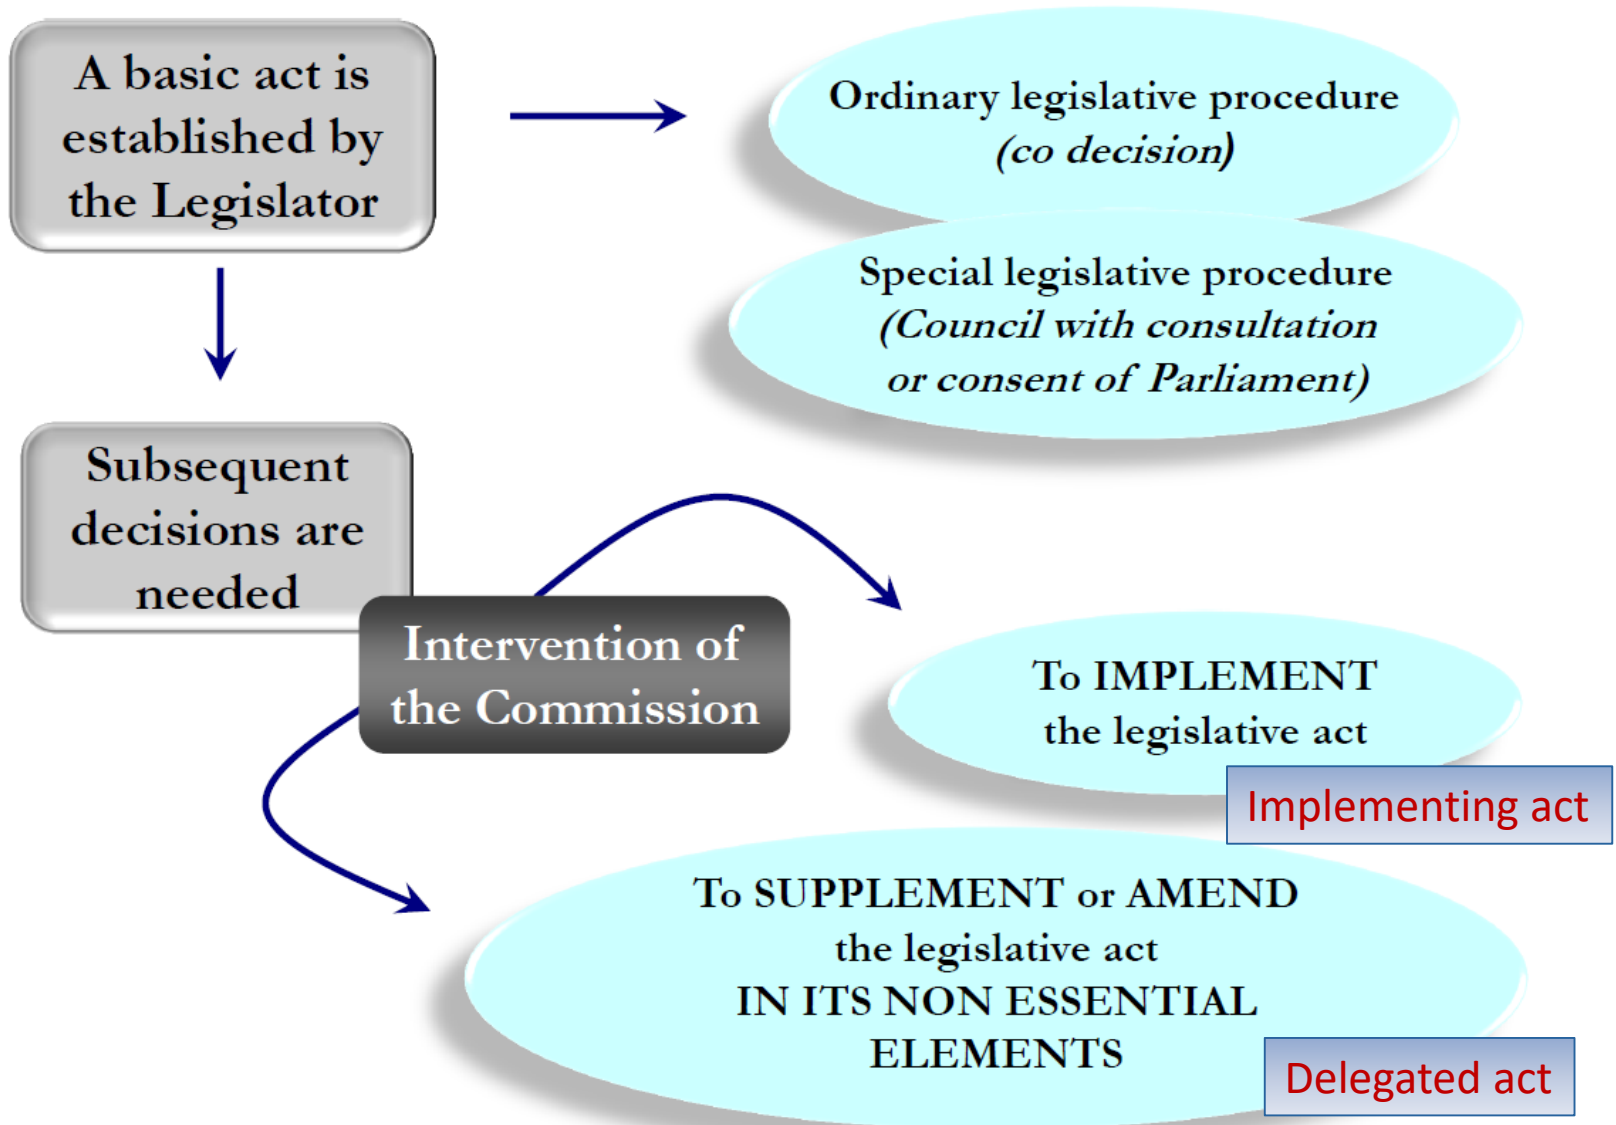 A basic act is
established by
the Legislator
Ordinary legislative procedure
(co decision)
Special legislative procedure
(Council with consultation
or consent of Parliament)
Subsequent
decisions are
needed
Intervention of
the Commission
To IMPLEMENT
the legislative act
Implementing act
To SUPPLEMENT or AMEND
the legislative act
IN ITS NON ESSENTIAL
ELEMENTS
Delegated act